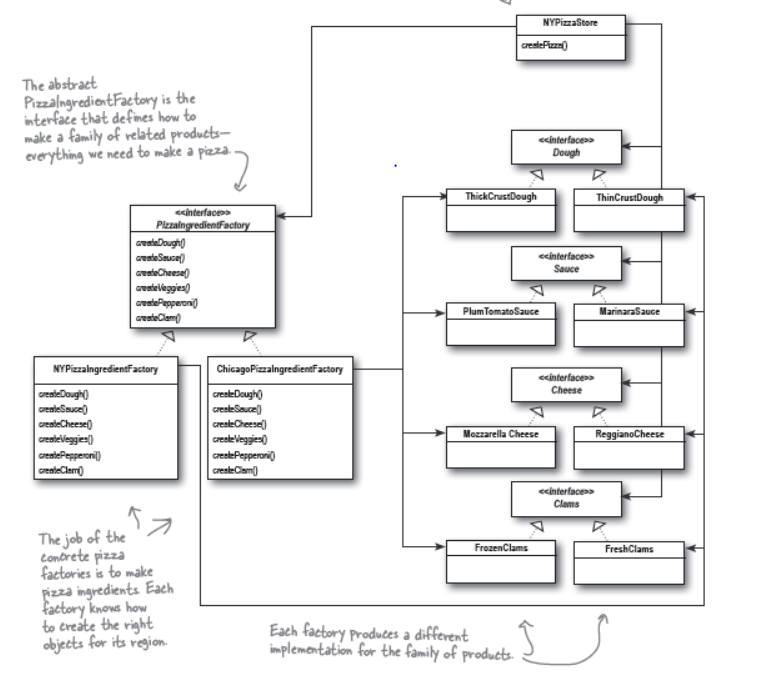 NYPizzaStore
createPizza()
The abstract
PizzaIngredientFactory is the
interface that defines how to
make a family of related products—
everything we need to make a pizza.
<<interface>>
Dough
ThickCrustDough
ThinCrustDough
<<interface>>
PizzaIngredientFactory
createDough()
createSauce()
createCheese()
createVeggies()
createPepperoni()
createClam()
<<interface>>
Sauce
PlumTomatoSauce
MarinaraSauce
NYPizzaIngredientFactory
createDough()
createSauce()
createCheese()
createVeggies()
createPepperoni()
createClam()
ChicagoPizzaIngredientFactory
createDough()
createSauce()
createCheese()
createVeggies()
createPepperoni()
createClam()
<<interface>>
Cheese
Mozzarella Cheese
ReggianoCheese
<<interface>>
Clams
FrozenClams
FreshClams
The job of the
concrete pizza
factories is to make
pizza ingredients. Each
factory knows how
to create the right
objects for its region.
Each factory produces a different
implementation for the family of products.